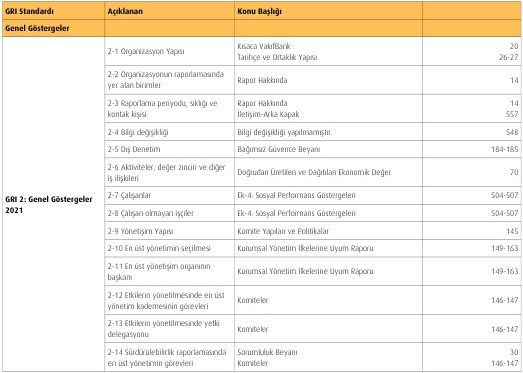 GRI Standardı Açıklanan Konu Başlığı
Genel Göstergeler
GRI 2: Genel Göstergeler
2021
2-1 Organizasyon Yapısı
Kısaca VakıfBank 20
Tarihçe ve Ortaklık Yapısı 26-27
2-2 Organizasyonun raporlamasında
yer alan birimler
Rapor Hakkında 14
2-3 Raporlama periyodu, sıklığı ve
kontak kişisi
Rapor Hakkında 14
İletişim-Arka Kapak 557
2-4 Bilgi değişikliği Bilgi değişikliği yapılmamıştır. 548
2-5 Dış Denetim Bağımsız Güvence Beyanı 184-185
2-6 Aktiviteler, değer zinciri ve diğer
iş ilişkileri
Doğrudan Üretilen ve Dağıtılan Ekonomik Değer 70
2-7 Çalışanlar Ek-4: Sosyal Performans Göstergeleri 504-507
2-8 Çalışan olmayan işçiler Ek-4: Sosyal Performans Göstergeleri 504-507
2-9 Yönetişim Yapısı Komite Yapıları ve Politikalar 145
2-10 En üst yönetimin seçilmesi Kurumsal Yönetim İlkelerine Uyum Raporu 149-163
2-11 En üst yönetişim organının
başkanı
Kurumsal Yönetim İlkelerine Uyum Raporu 149-163
2-12 Etkilerin yönetilmesinde en üst
yönetim kademesinin görevleri
Komiteler 146-147
2-13 Etkilerin yönetilmesinde yetki
delegasyonu
Komiteler 146-147
2-14 Sürdürülebilirlik raporlamasında
en üst yönetimin görevleri
Sorumluluk Beyanı 30
Komiteler 146-147